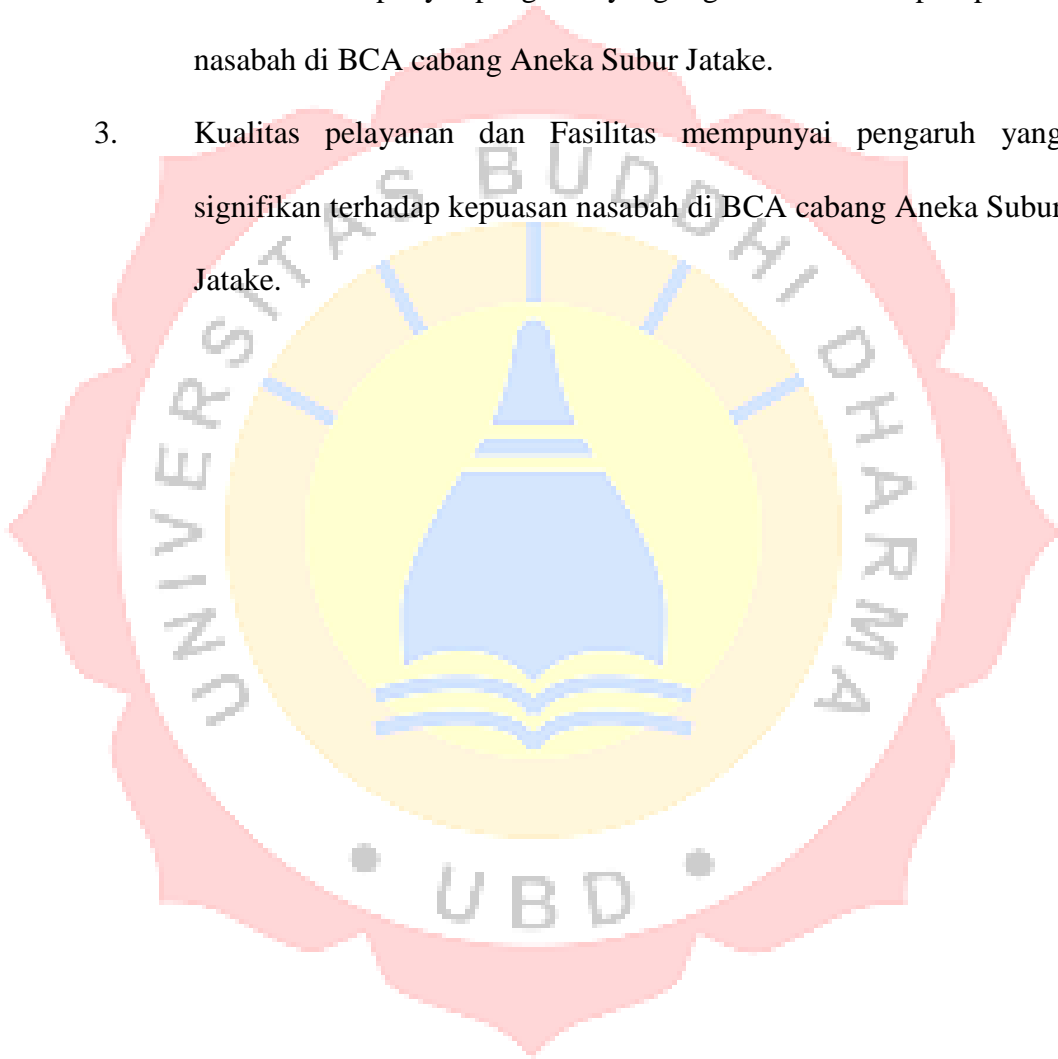 nasabah di BCA cabang Aneka Subur Jatake.
3. Kualitas pelayanan dan Fasilitas mempunyai pengaruh yang
signifikan terhadap kepuasan nasabah di BCA cabang Aneka Subur
Jatake.
UNIVERSITAS BUDDHI DHARMA
• UBD •